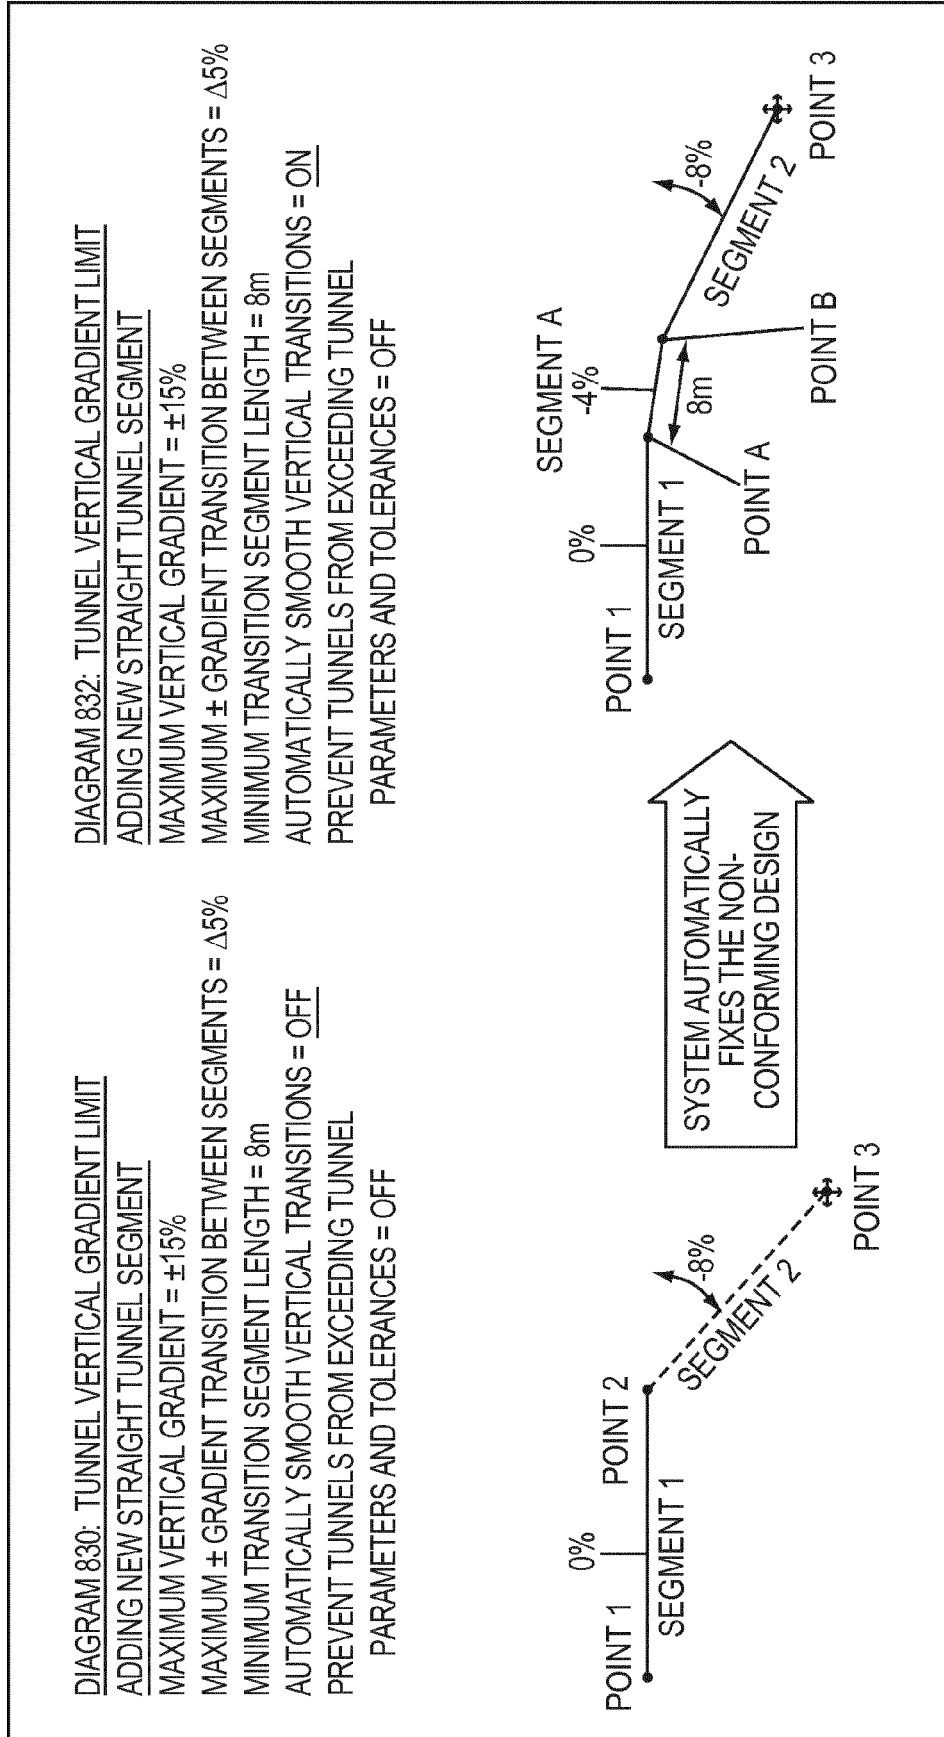 DIAGRAM 830: TUNNEL VERTICAL GRADIENT LIMIT
ADDING NEW STRAIGHT TUNNEL SEGMENT
MAXIMUM VERTICAL GRADIENT = ±15%
MAXIMUM ± GRADIENT TRANSITION BETWEEN SEGMENTS = Δ5%
MINIMUM TRANSITION SEGMENT LENGTH = 8m
AUTOMATICALLY SMOOTH VERTICAL TRANSITIONS = OFF
PREVENT TUNNELS FROM EXCEEDING TUNNEL
PARAMETERS AND TOLERANCES = OFF
POINT 1
0%
POINT 2
SEGMENT 1
-8%
SEGMENT 2
POINT 3
SYSTEM AUTOMATICALLY
FIXES THE NON-
CONFORMING DESIGN
DIAGRAM 832: TUNNEL VERTICAL GRADIENT LIMIT
ADDING NEW STRAIGHT TUNNEL SEGMENT
MAXIMUM VERTICAL GRADIENT = ±15%
MAXIMUM ± GRADIENT TRANSITION BETWEEN SEGMENTS = Δ5%
MINIMUM TRANSITION SEGMENT LENGTH = 8m
AUTOMATICALLY SMOOTH VERTICAL TRANSITIONS = ON
PREVENT TUNNELS FROM EXCEEDING TUNNEL
PARAMETERS AND TOLERANCES = OFF
POINT 1
0%
SEGMENT 1
SEGMENT A
-4%
8m
POINT A
POINT B
-8%
SEGMENT 2
POINT 3